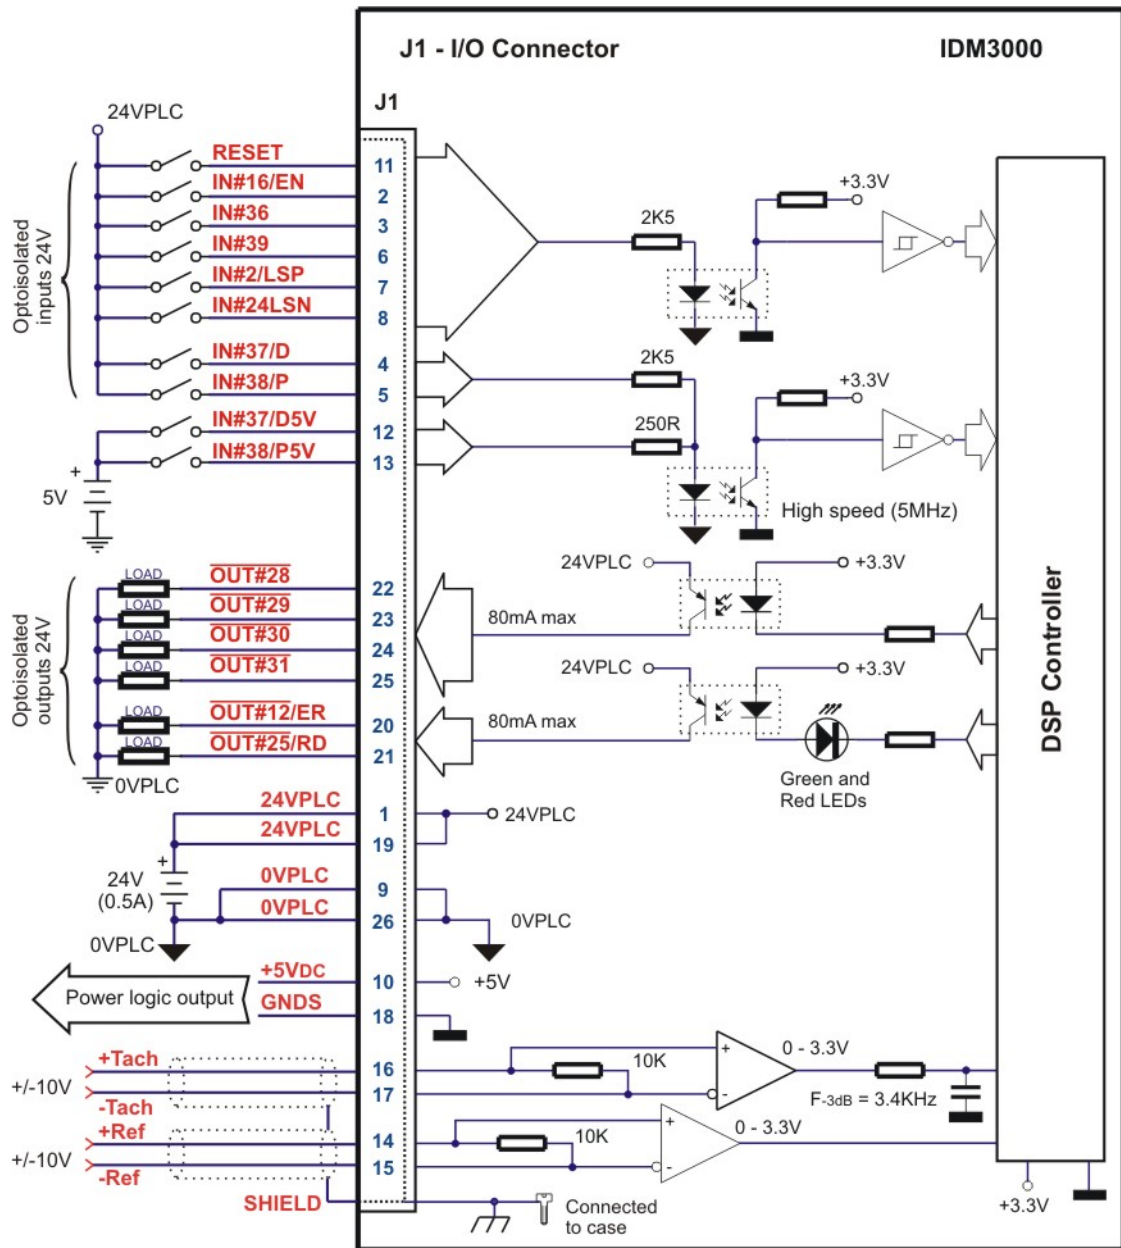 J1 - I/O Connector
IDM3000
J1
24VPLC
Optoisolated
inputs 24V
RESET
11
IN#16/EN
2
IN#36
3
IN#39
6
IN#2/LSP
7
IN#24LSN
8
IN#37/D
4
IN#38/P
5
IN#37/D5V
12
IN#38/P5V
13
+
5V
2K5
+3.3V
2K5
250R
+3.3V
High speed (5MHz)
DSP Controller
Optoisolated
outputs 24V
LOAD
OUT#28
22
LOAD
OUT#29
23
LOAD
OUT#30
24
LOAD
OUT#31
25
LOAD
OUT#12/ER
20
LOAD
OUT#25/RD
21
0VPLC
24VPLC
+3.3V
80mA max
24VPLC
+3.3V
80mA max
Green and
Red LEDs
24VPLC
1
24VPLC
24VPLC
19
+
24V
(0.5A)
0VPLC
9
0VPLC
26
0VPLC
0VPLC
Power logic output
+5VDC
10
+5V
GNDS
18
+/-10V
+Tach
16
-Tach
17
10K
+
-
0 - 3.3V
F-3dB = 3.4KHz
+/-10V
+Ref
14
-Ref
15
10K
+
-
0 - 3.3V
SHIELD
Connected
to case
+3.3V